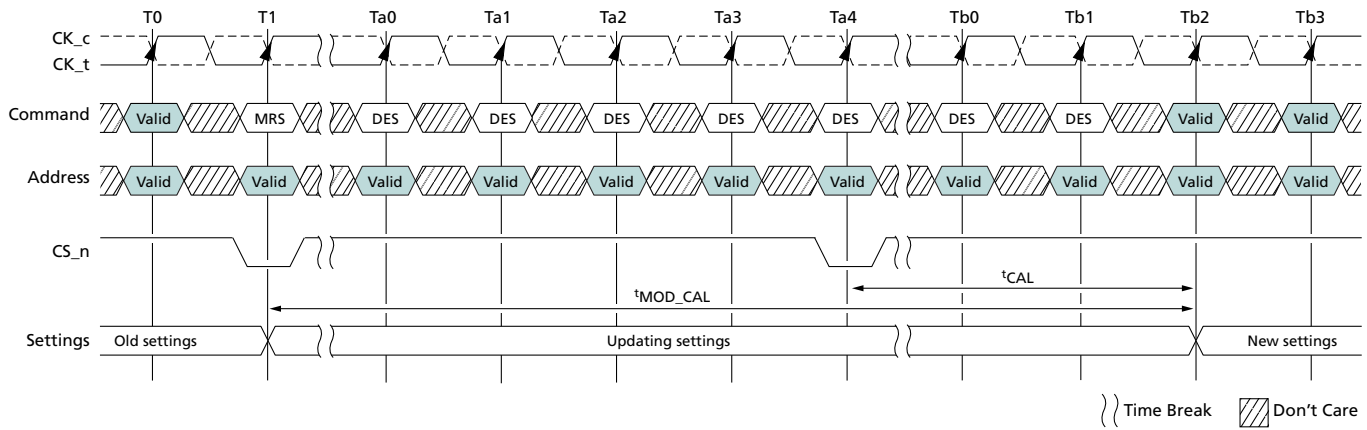 T0 T1 Ta0 Ta1 Ta2 Ta3 Ta4 Tb0 Tb1 Tb2 Tb3
CK_c
CK_t
Command Valid MRS DES DES DES DES DES DES DES Valid Valid
Address Valid Valid Valid Valid Valid Valid Valid Valid Valid Valid Valid
CS_n
tCAL
tMOD_CAL
Settings Old settings Updating settings New settings
Time Break Don't Care